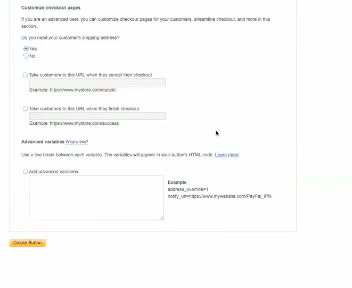 Customize checkout pages
If you are an advanced user, you can customize checkout pages for your customers, streamline checkout, and more in this
section.
Do you need your customer's shipping address?
Yes
No
Take customers to this URL when they cancel their checkout
Example: https://www.mystore.com/cancel
Take customers to this URL when they finish checkout
Example: https://www.mystore.com/success
Advanced variables What's this?
Use a line break between each variable. The variables will appear in your button's HTML code. Learn more
Add advanced variables
Example
address_override=1
notify_url=https://www.mywebsite.com/PayPal_IPN
Create Button